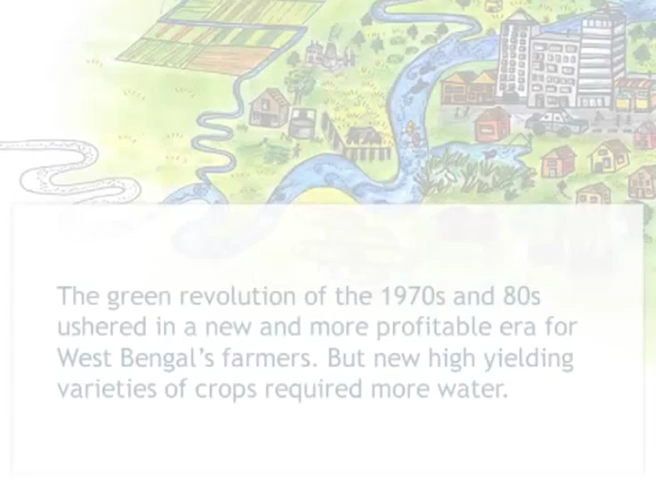 The green revolution of the 1970s and 80s
ushered in a new and more profitable era for
West Bengal’s farmers. But new high yielding
varieties of crops required more water.